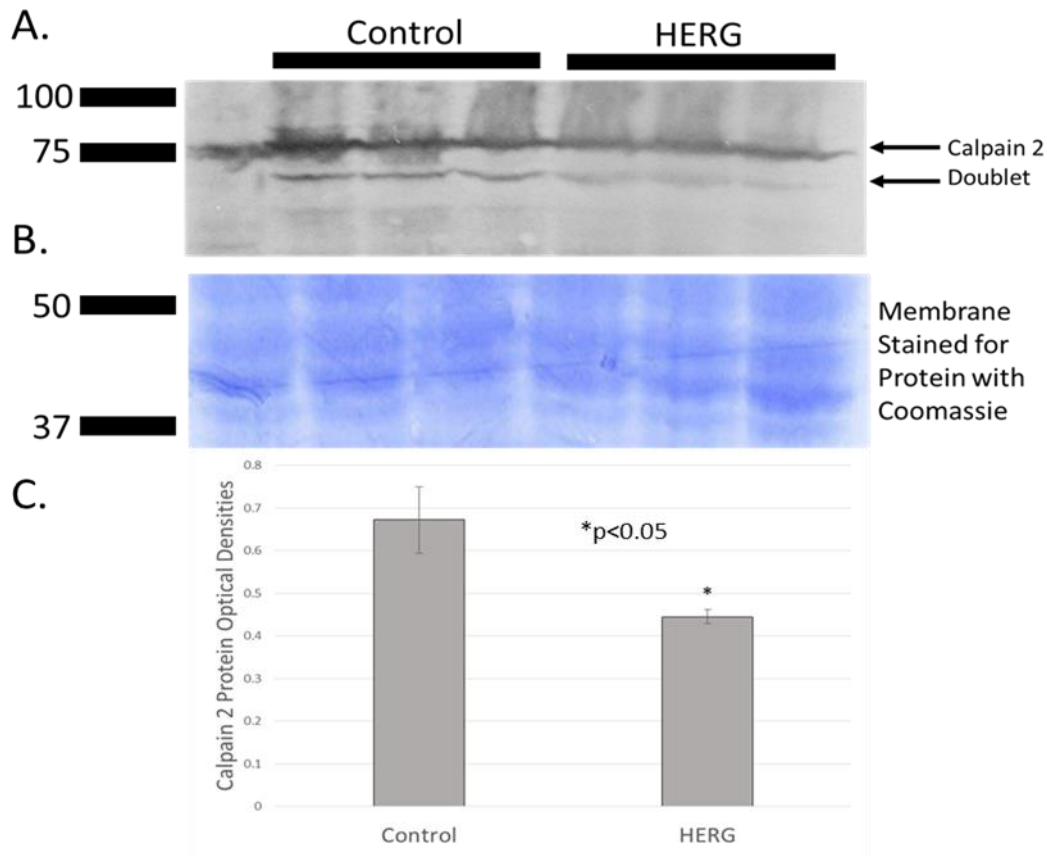 A.
Control
HERG
100
75
Calpain 2
Doublet
B.
50
37
Membrane
Stained for
Protein with
Coomassie
C.
Calpain 2 Protein Optical Densities
0.8
0.7
0.6
0.5
0.4
0.3
0.2
0.1
0
*p<0.05
*
Control
HERG